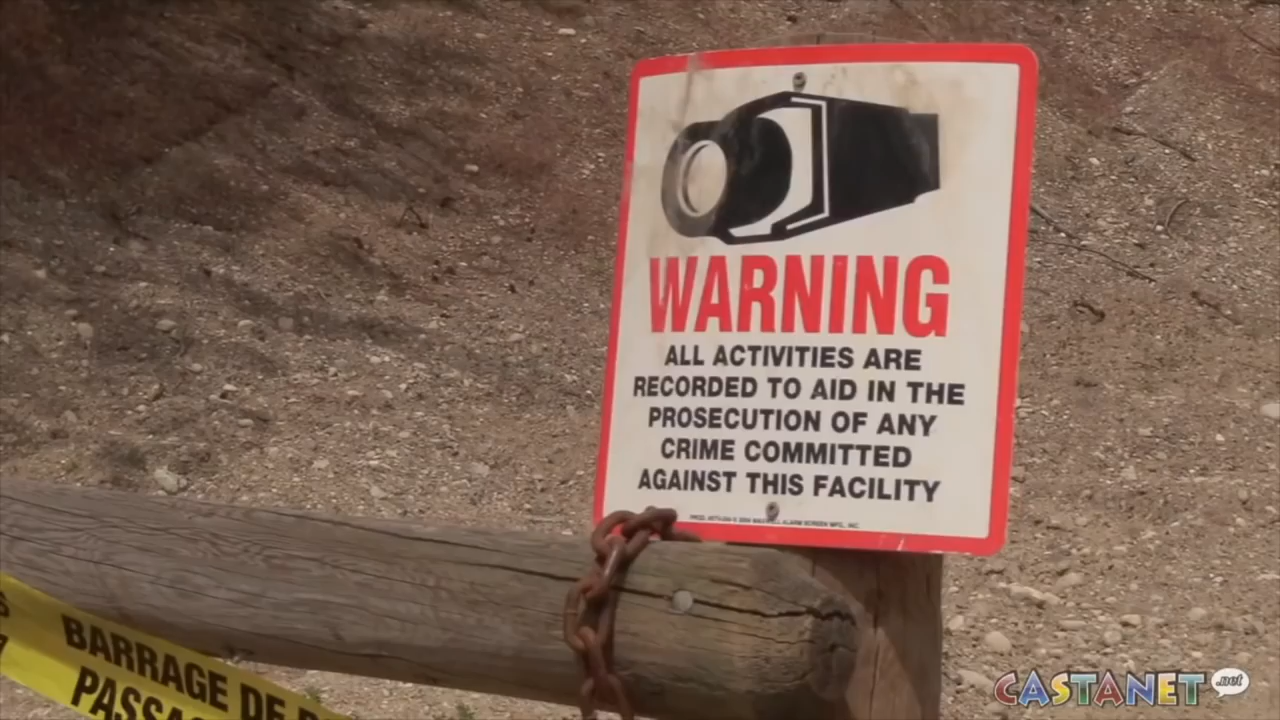 WARNING
ALL ACTIVITIES ARE
RECORDED TO AID IN THE
PROSECUTION OF ANY
CRIME COMMITTED
AGAINST THIS FACILITY
BARRAGE DE
CASTANET .net